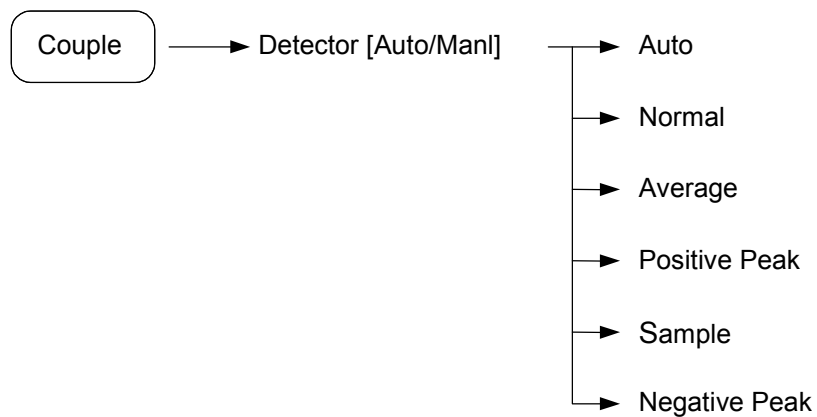 Couple
Detector [Auto/Manl]
Auto
Normal
Average
Positive Peak
Sample
Negative Peak